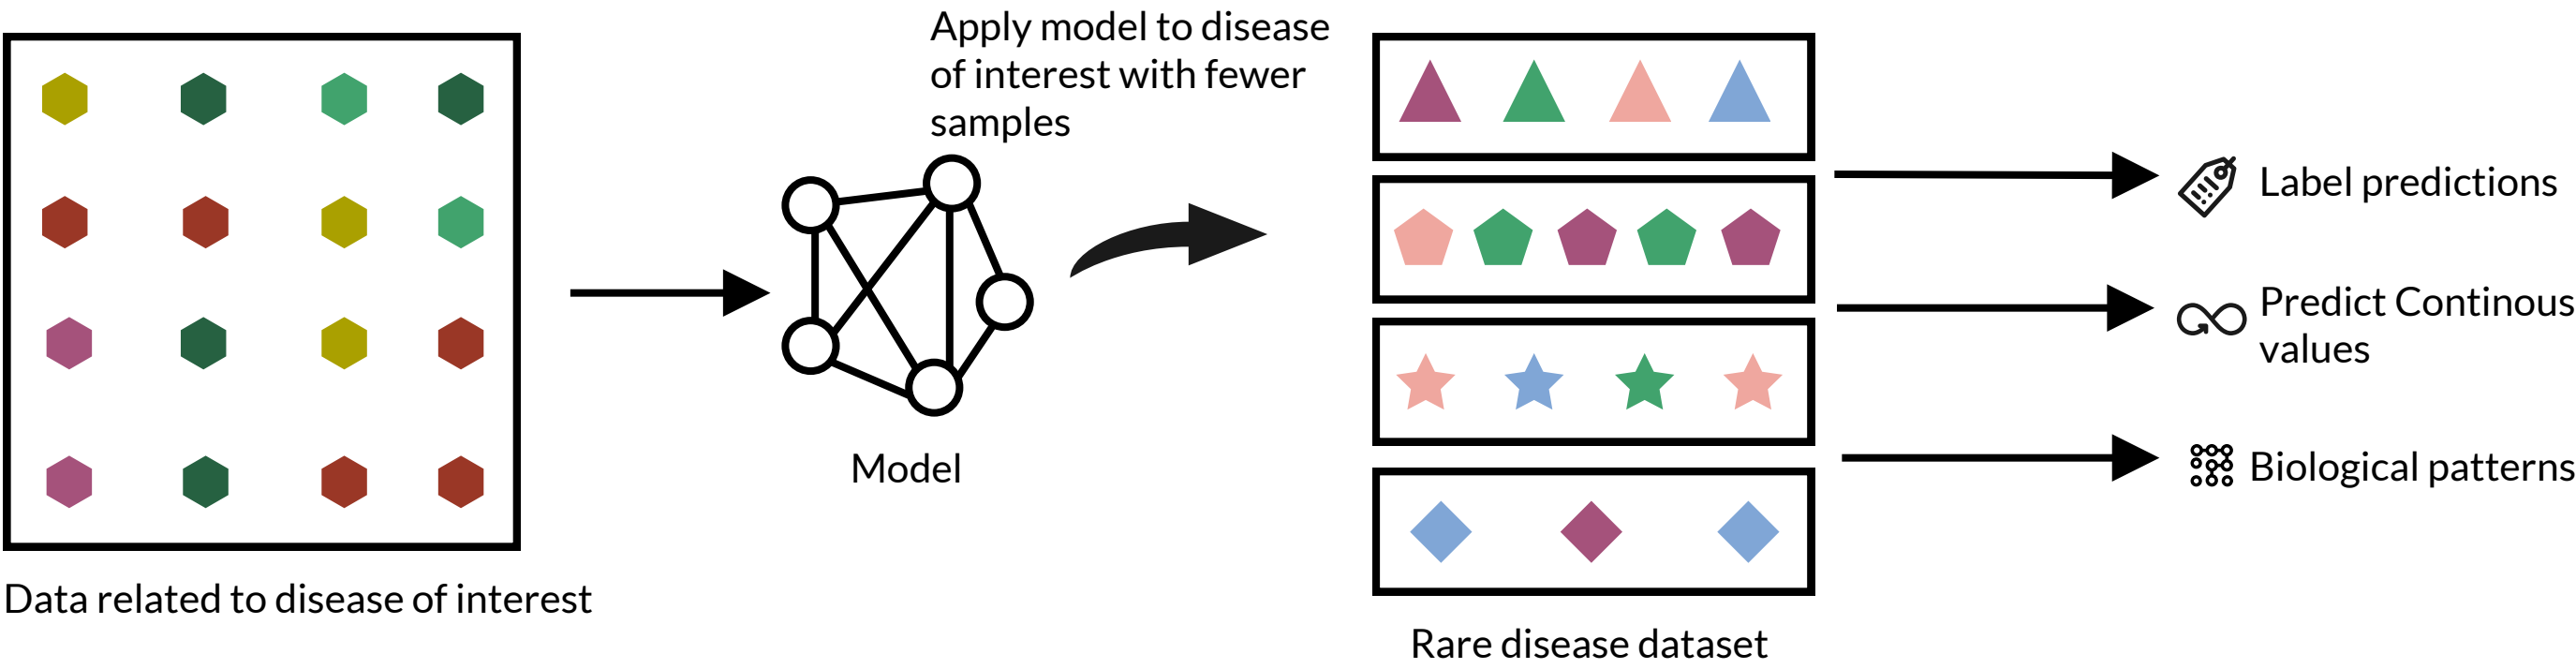 Apply model to disease
of interest with fewer
samples
Model
Data related to disease of interest
Rare disease dataset
Label predictions
Predict Continous
values
Biological patterns